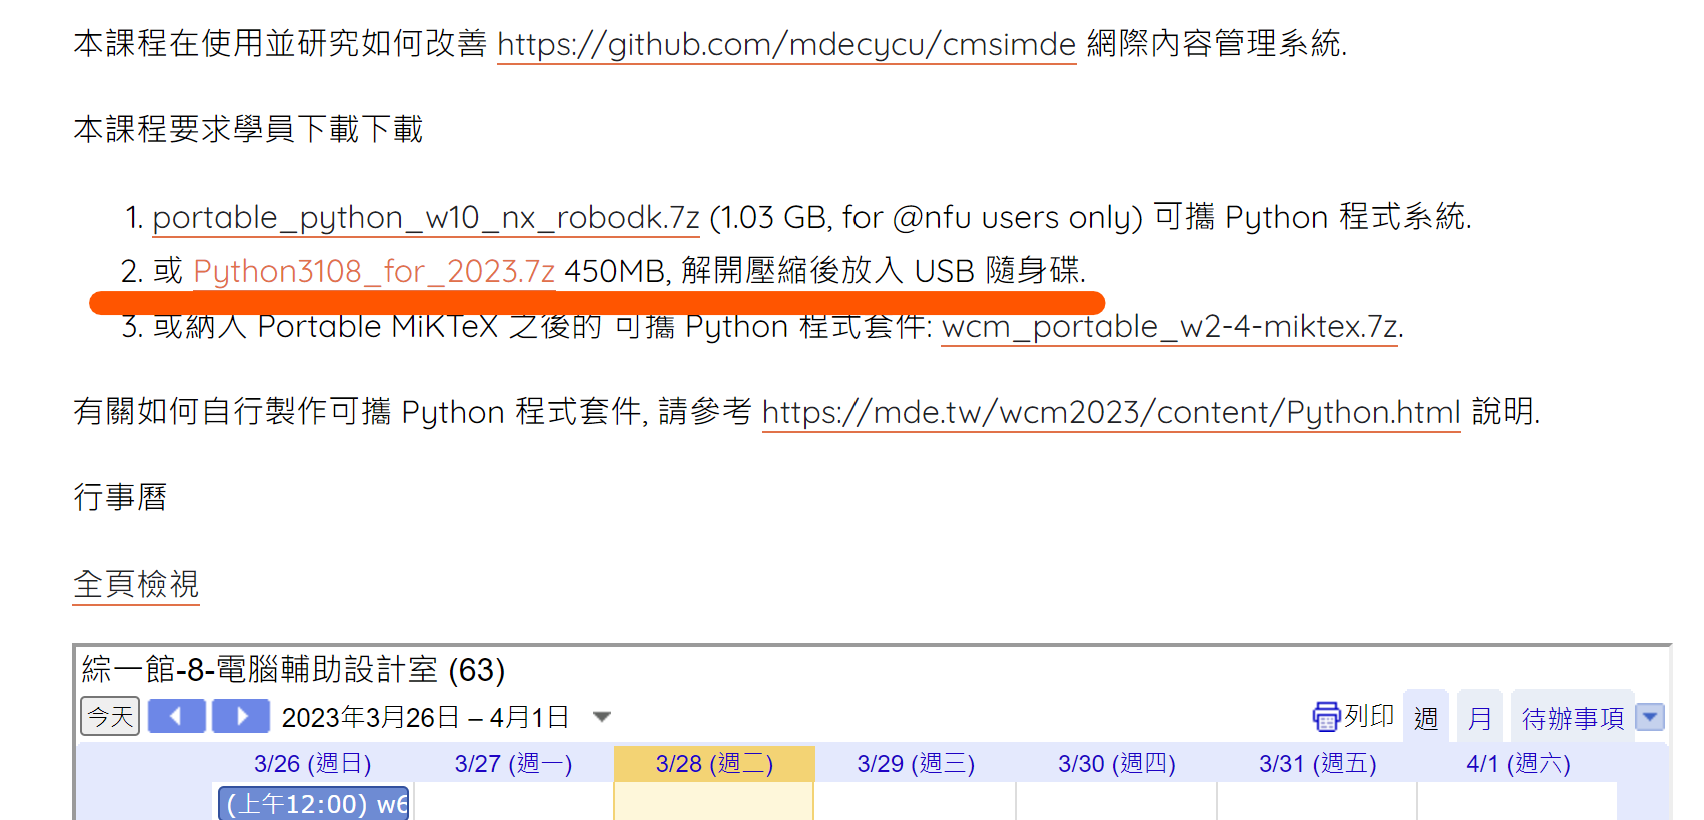 本課程在使用並研究如何改善 https://github.com/mdecycu/cmsimde 網際內容管理系統.
本課程要求學員下載下載
1. portable_python_w10_nx_robodk.7z (1.03 GB, for @nfu users only) 可攜 Python 程式系統.
2. 或 Python3108_for_2023.7z 450MB, 解開壓縮後放入 USB 隨身碟.
3. 或納入 Portable MiKTeX 之後的 可攜 Python 程式套件: wcm_portable_w2-4-miktex.7z.
有關如何自行製作可攜 Python 程式套件, 請參考 https://mde.tw/wcm2023/content/Python.html 說明.
行事曆
全頁檢視
綜一館-8-電腦輔助設計室 (63)
今天 2023年3月26日 – 4月1日 列印 週 月 待辦事項
3/26 (週日) 3/27 (週一) 3/28 (週二) 3/29 (週三) 3/30 (週四) 3/31 (週五) 4/1 (週六)
(上午12:00) w6